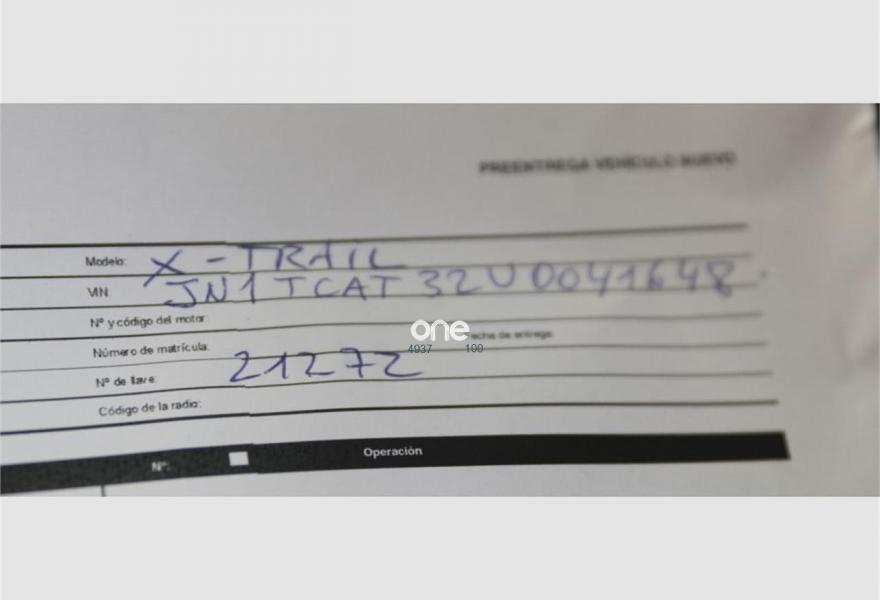 PREENTREGA VEHÍCULO NUEVO
Modelo: X-TRAIL
VIN: JN1TCAT32U0041648
Nº y código del motor:
one
Fecha de entrega:
4937 100
Número de matrícula:
Nº de llave: 21272
Código de la radio:
Nº: Operación